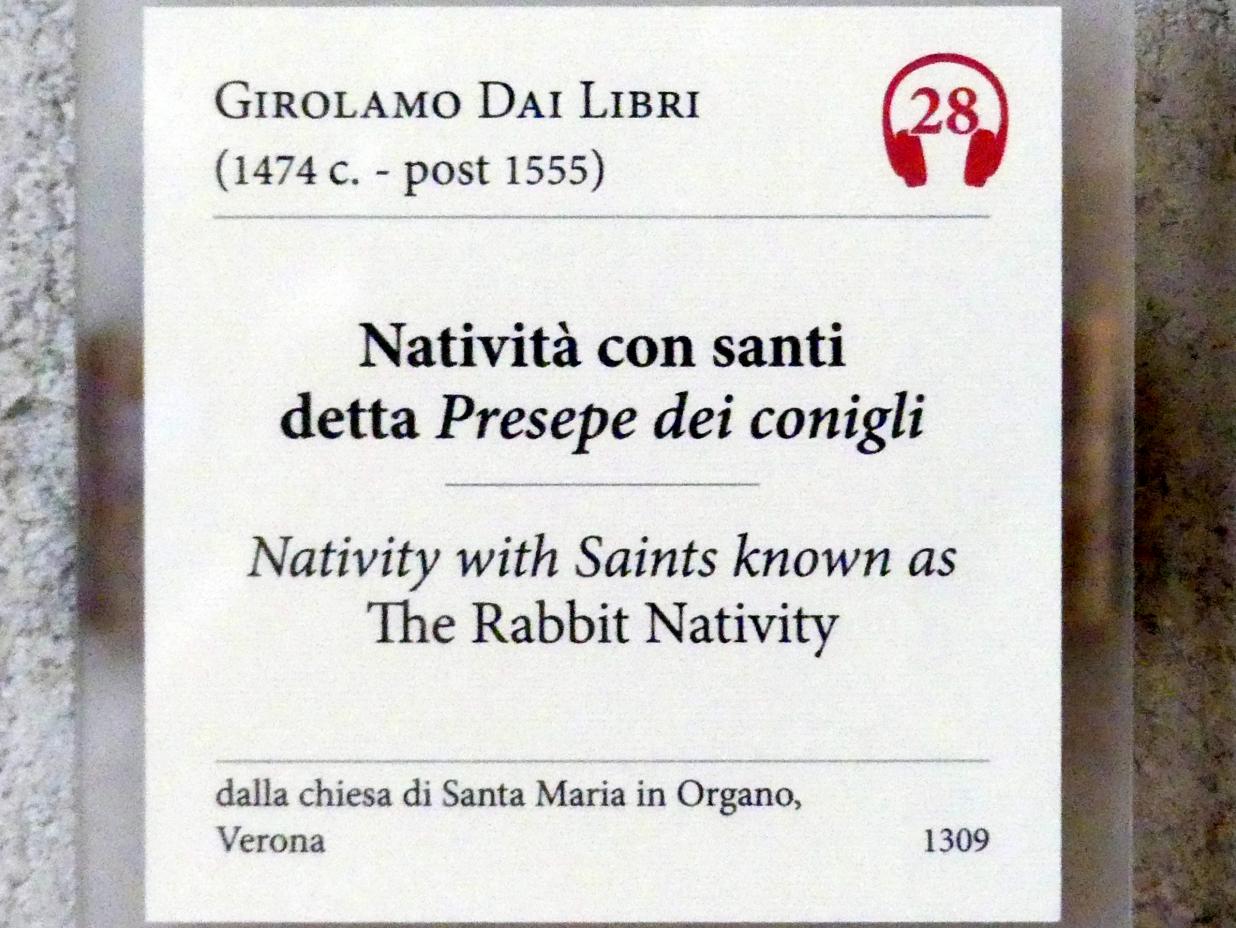 GIROLAMO DAI LIBRI
28
(1474 c. - post 1555)
Natività con santi
detta Presepe dei conigli
Nativity with Saints known as
The Rabbit Nativity
dalla chiesa di Santa Maria in Organo,
Verona
1309